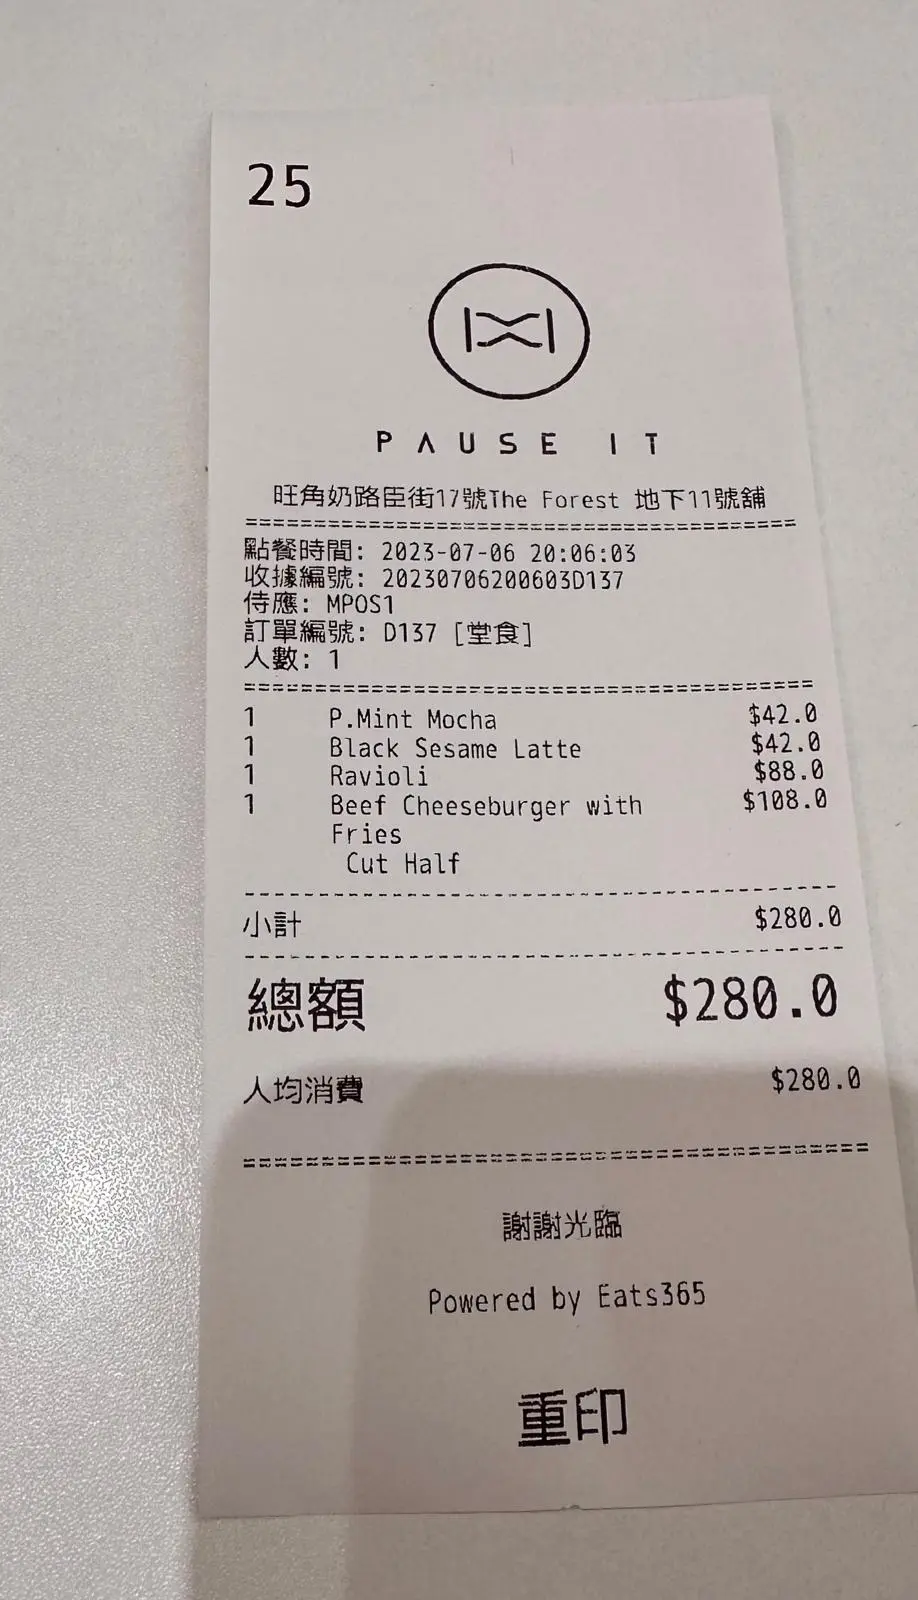 25
PAUSE IT
旺角奶路臣街17號The Forest 地下11號舖
================================================
點餐時間: 2023-07-06 20:06:03
收據編號: 20230706200603D137
侍應: MPOS1
訂單編號: D137 [堂食]
人數: 1
================================================
1 P.Mint Mocha $42.0
1 Black Sesame Latte $42.0
1 Ravioli $88.0
1 Beef Cheeseburger with $108.0
Fries
Cut Half
------------------------------------------------
小計 $280.0
------------------------------------------------
總額 $280.0
人均消費 $280.0
================================================
謝謝光臨
Powered by Eats365
重印